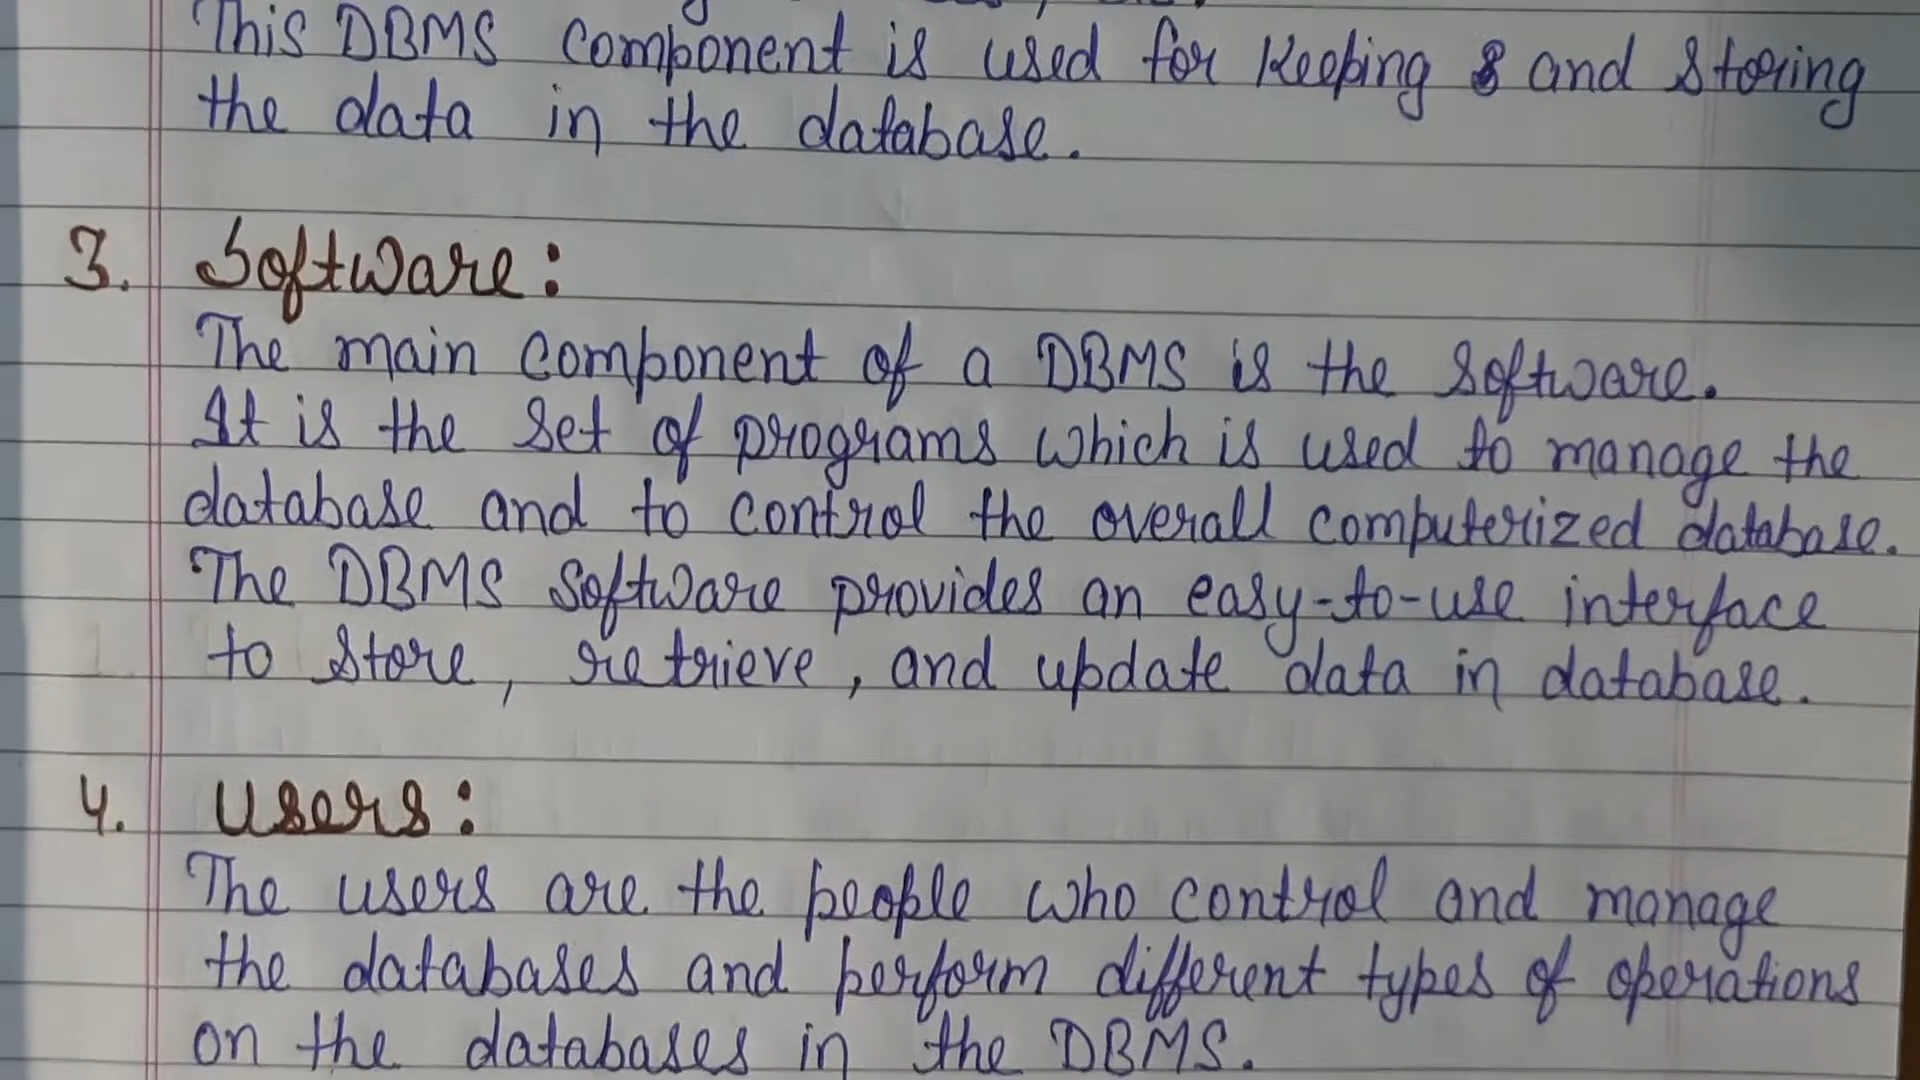 This DBMS component is used for keeping and storing
the data in the database.
3. Software:
The main component of a DBMS is the software.
It is the set of programs which is used to manage the
database and to control the overall computerized database.
The DBMS software provides an easy-to-use interface
to store, retrieve, and update data in database.
4. Users:
The users are the people who control and manage
the databases and perform different types of operations
on the databases in the DBMS.